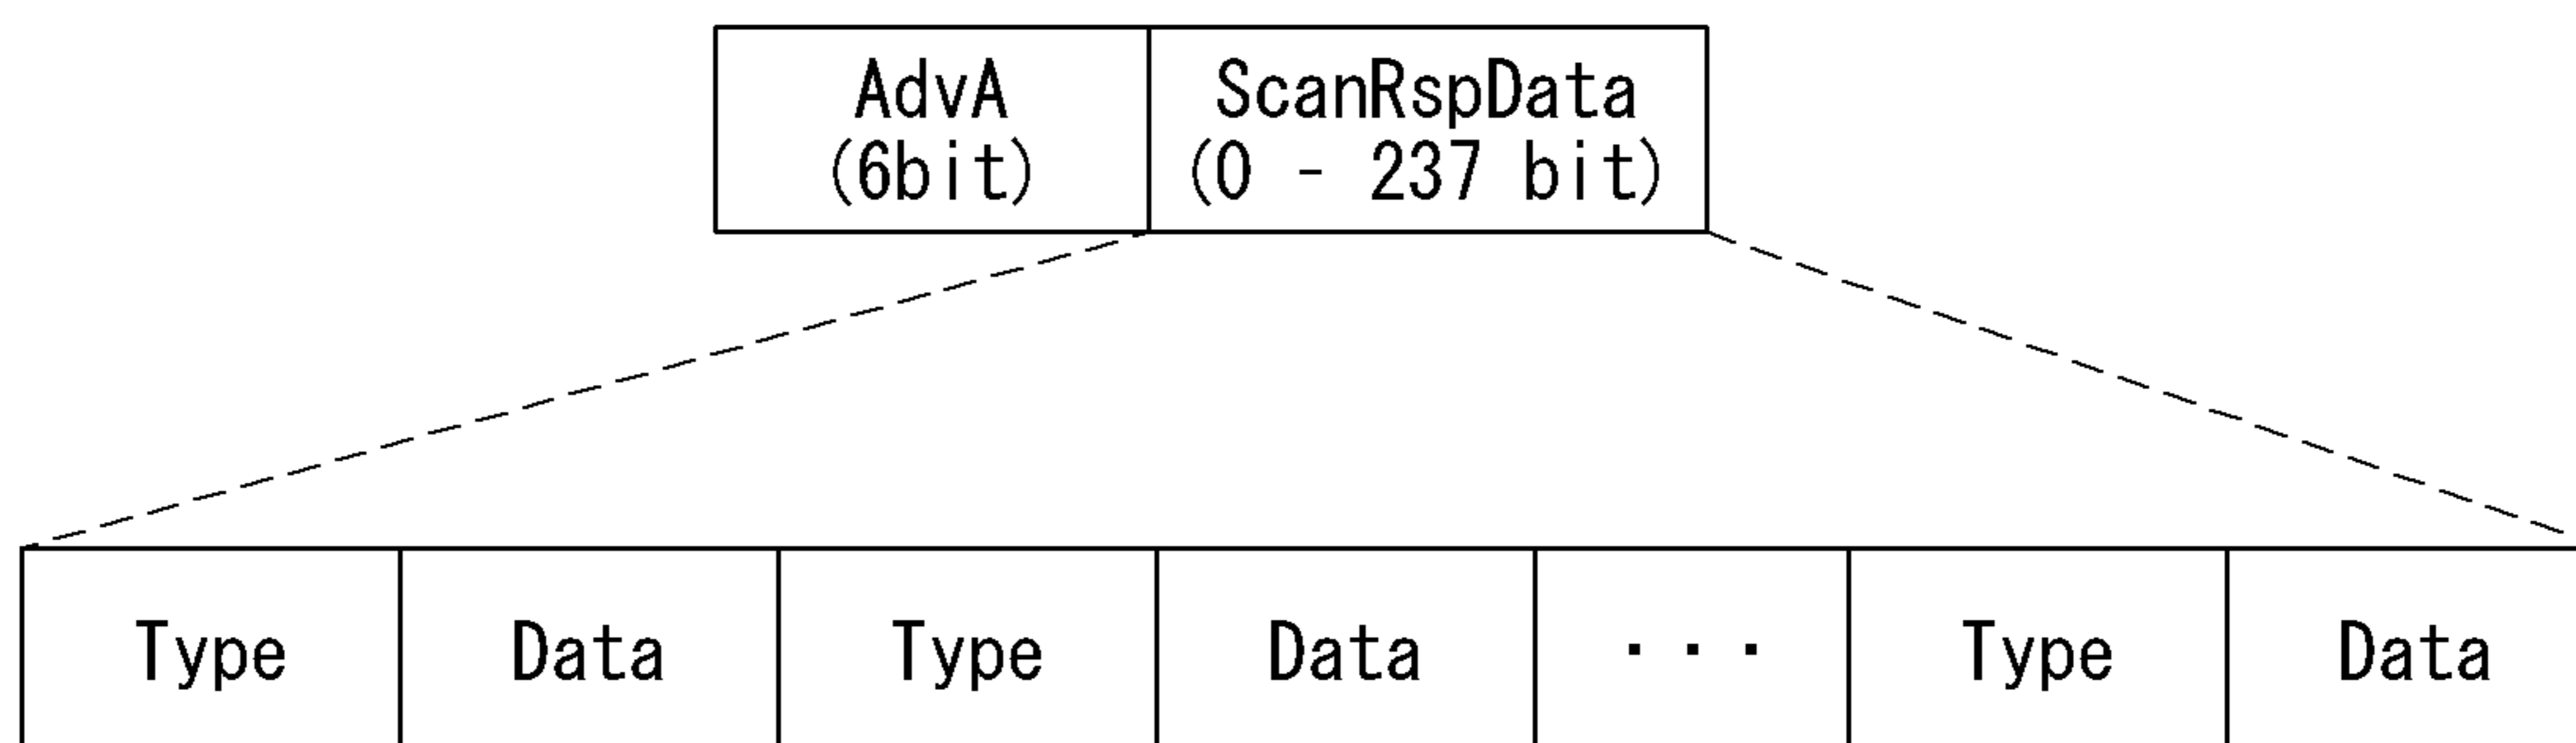 AdvA ScanRspData
(6bit) (0 - 237 bit)
Type Data Type Data ··· Type Data